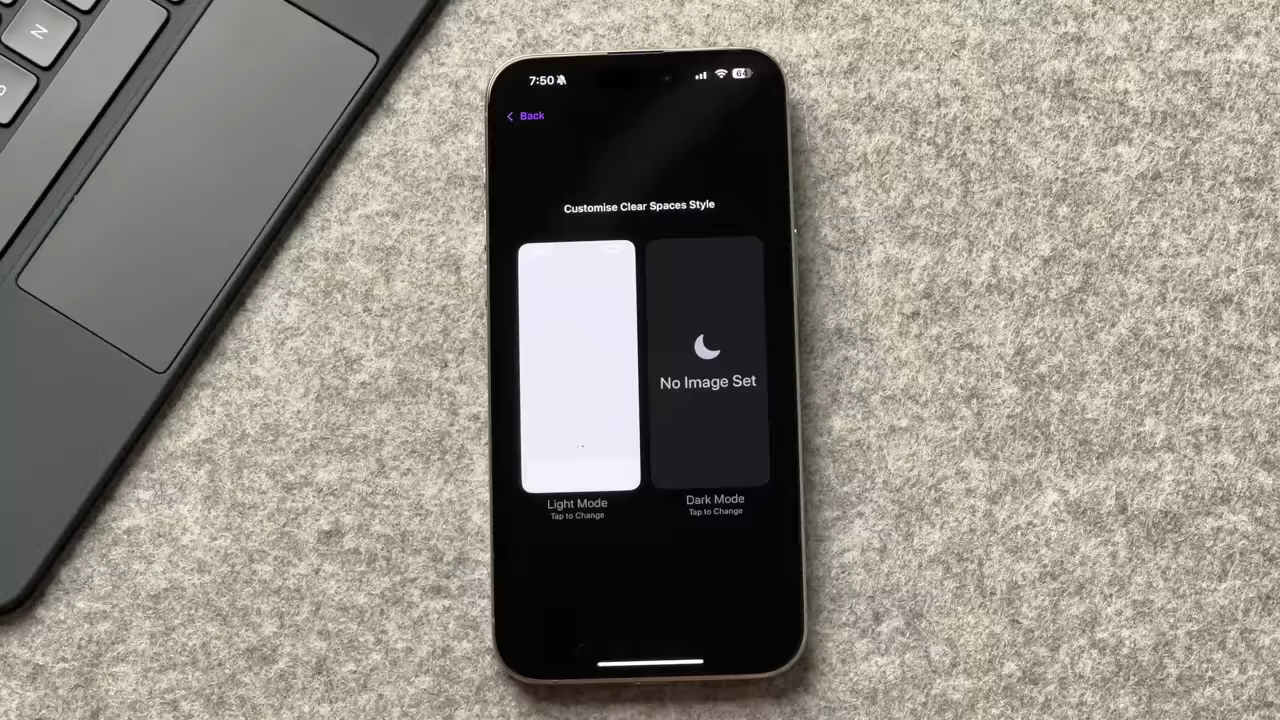 N
7:50
64
Back
Customise Clear Spaces Style
No Image Set
Light Mode
Tap to Change
Dark Mode
Tap to Change